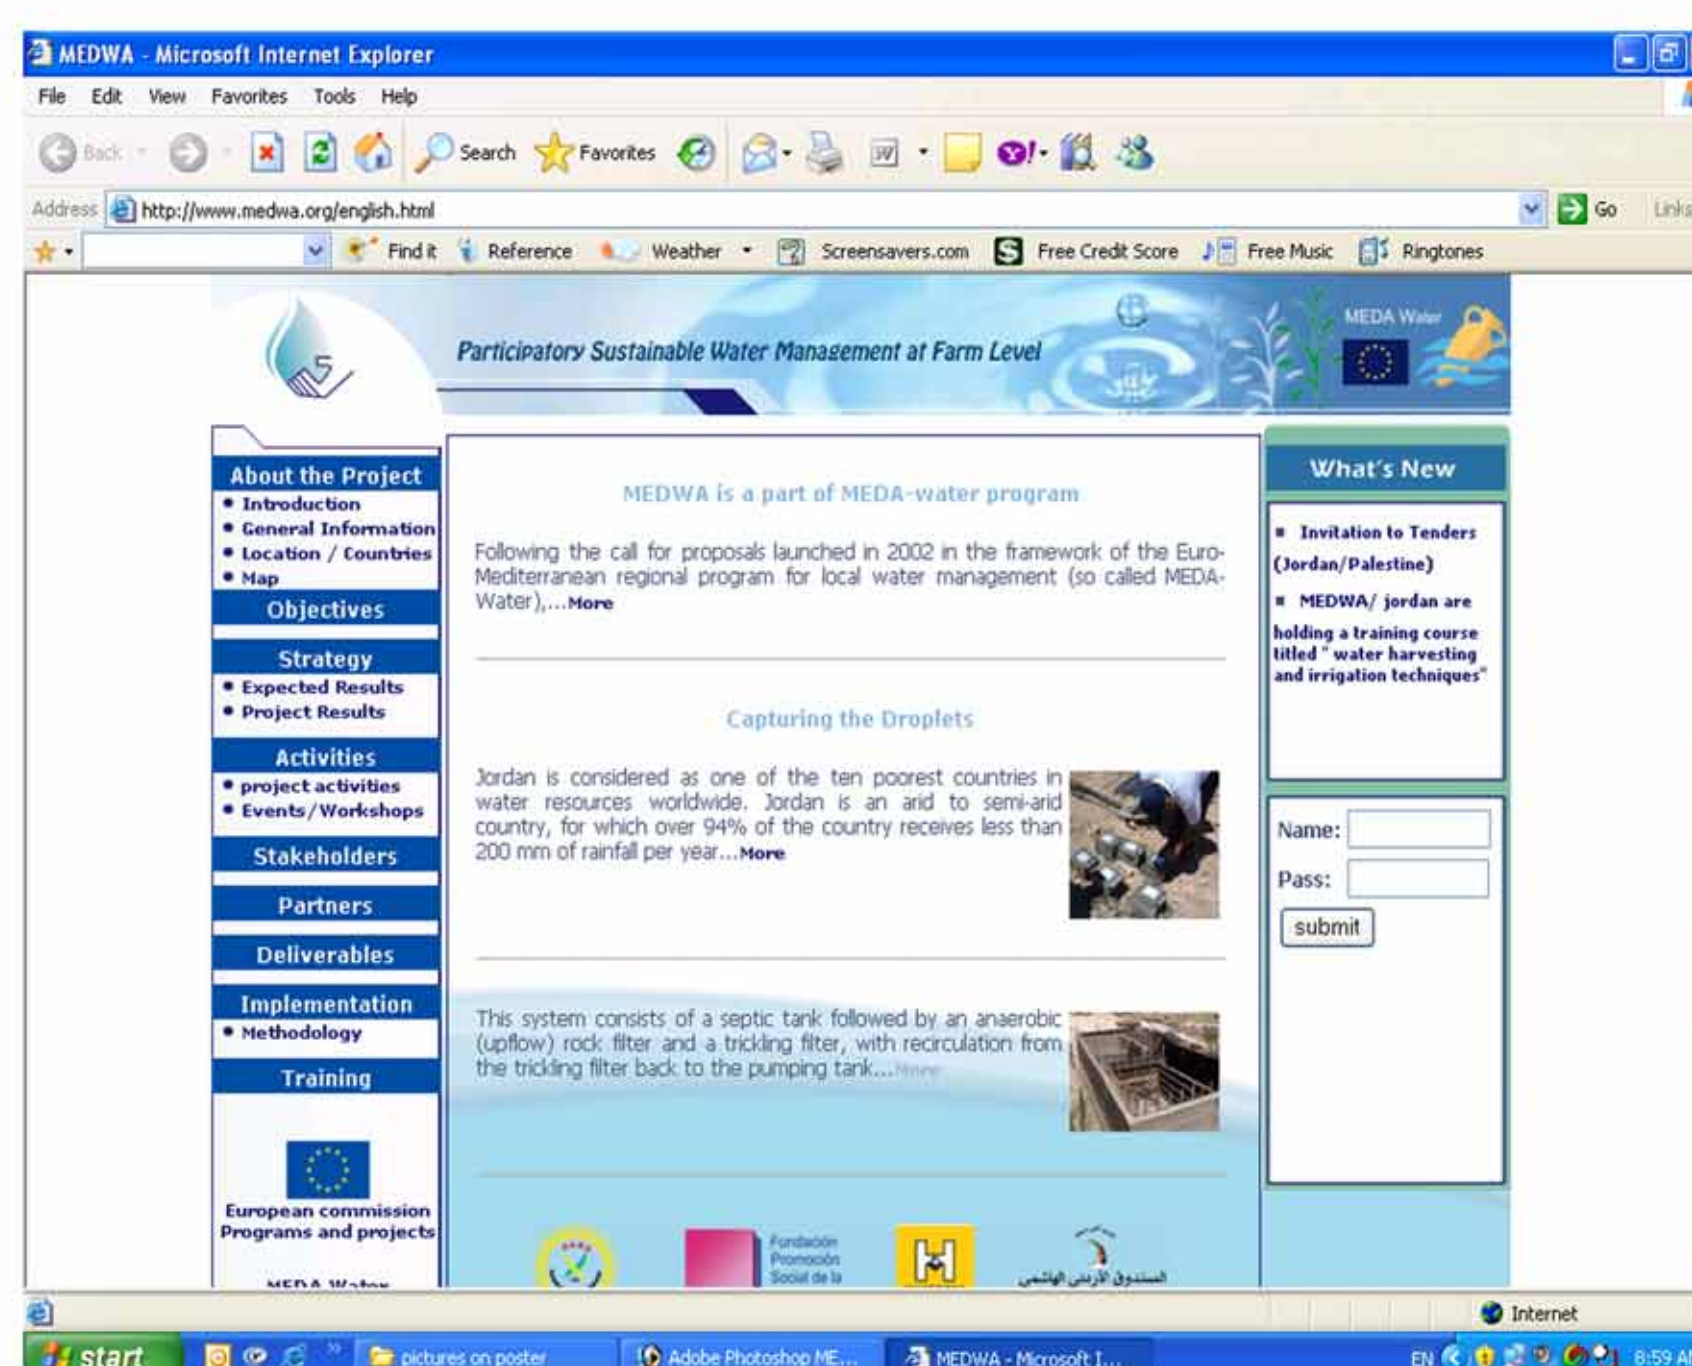 MEDWA - Microsoft Internet Explorer
File Edit View Favorites Tools Help
Back Search Favorites
Address http://www.medwa.org/english.html Go Links
Find it Reference Weather Screensavers.com Free Credit Score Free Music Ringtones
Participatory Sustainable Water Management at Farm Level
MEDA Water
About the Project
• Introduction
• General Information
• Location / Countries
• Map
Objectives
Strategy
• Expected Results
• Project Results
Activities
• project activities
• Events/Workshops
Stakeholders
Partners
Deliverables
Implementation
• Methodology
Training
European commission
Programs and projects
MEDA Water
MEDWA is a part of MEDA-water program
Following the call for proposals launched in 2002 in the framework of the Euro-
Mediterranean regional program for local water management (so called MEDA-
Water),...More
Capturing the Droplets
Jordan is considered as one of the ten poorest countries in
water resources worldwide. Jordan is an arid to semi-arid
country, for which over 94% of the country receives less than
200 mm of rainfall per year...More
This system consists of a septic tank followed by an anaerobic
(upflow) rock filter and a trickling filter, with recirculation from
the trickling filter back to the pumping tank...More
Fundación
Promoción
Social de la
الصندوق الأردني الهاشمي
What's New
Invitation to Tenders
(Jordan/Palestine)
MEDWA/ jordan are
holding a training course
titled " water harvesting
and irrigation techniques"
Name:
Pass:
submit
Internet
start pictures on poster Adobe Photoshop ME... MEDWA - Microsoft I... EN 8:59 AM